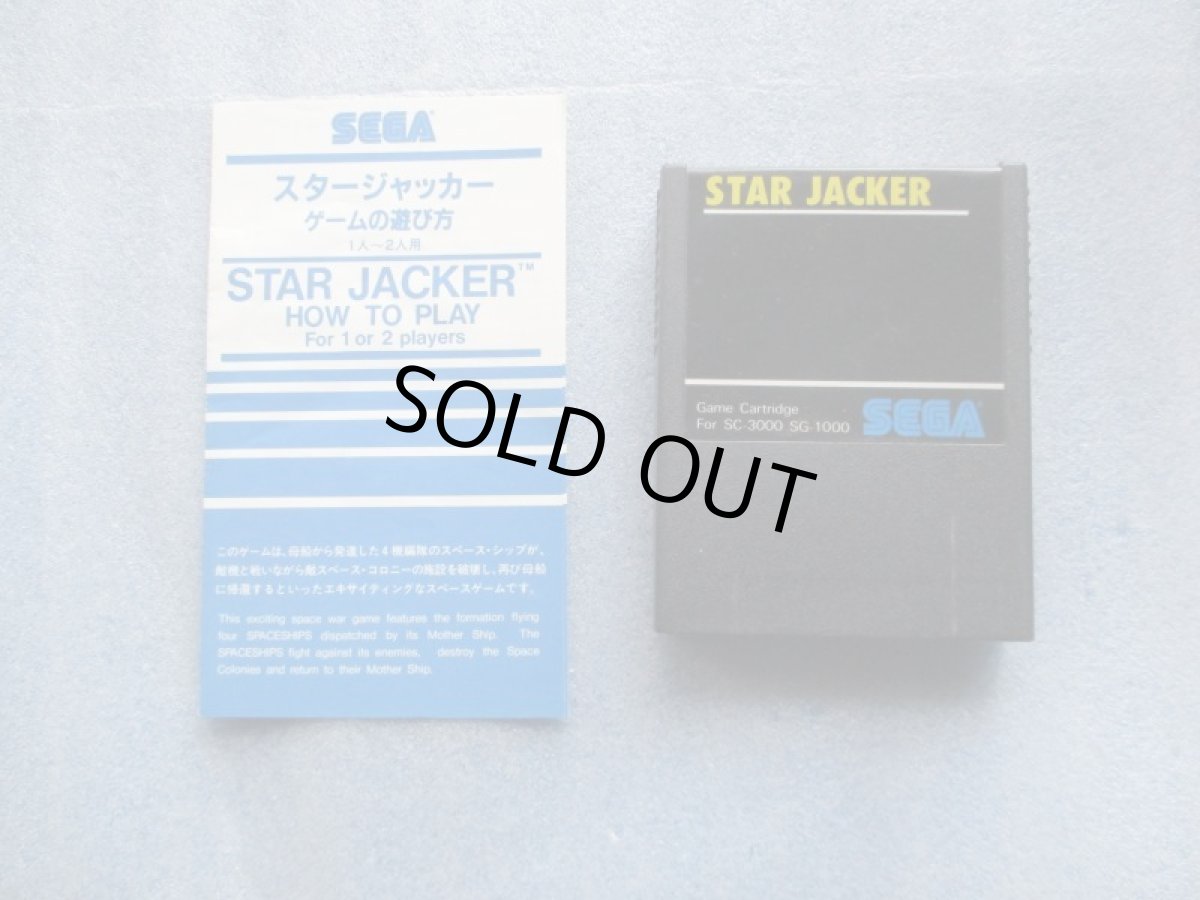 SEGA
スタージャッカー
ゲームの遊び方
1人〜2人用
STAR JACKER™
HOW TO PLAY
For 1 or 2 players
このゲームは、母船から発進した4機編隊のスペース・シップが、
敵機と戦いながら敵スペース・コロニーの施設を破壊し、再び母船
に帰還するといったエキサイティングなスペースゲームです。
This exciting space war game features the formation flying
four SPACESHIPS dispatched by its Mother Ship. The
SPACESHIPS fight against its enemies, destroy the Space
Colonies and return to their Mother Ship.
STAR JACKER
Game Cartridge
For SC-3000 SG-1000
SEGA
SOLD OUT